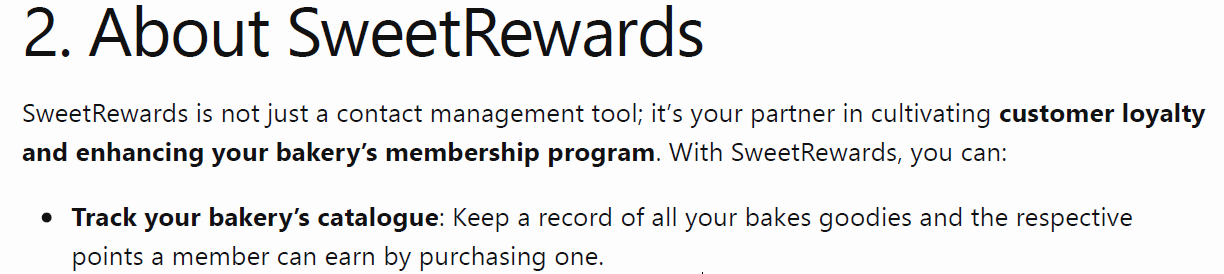 2. About SweetRewards
SweetRewards is not just a contact management tool; it’s your partner in cultivating customer loyalty
and enhancing your bakery’s membership program. With SweetRewards, you can:
• Track your bakery’s catalogue: Keep a record of all your bakes goodies and the respective
points a member can earn by purchasing one.